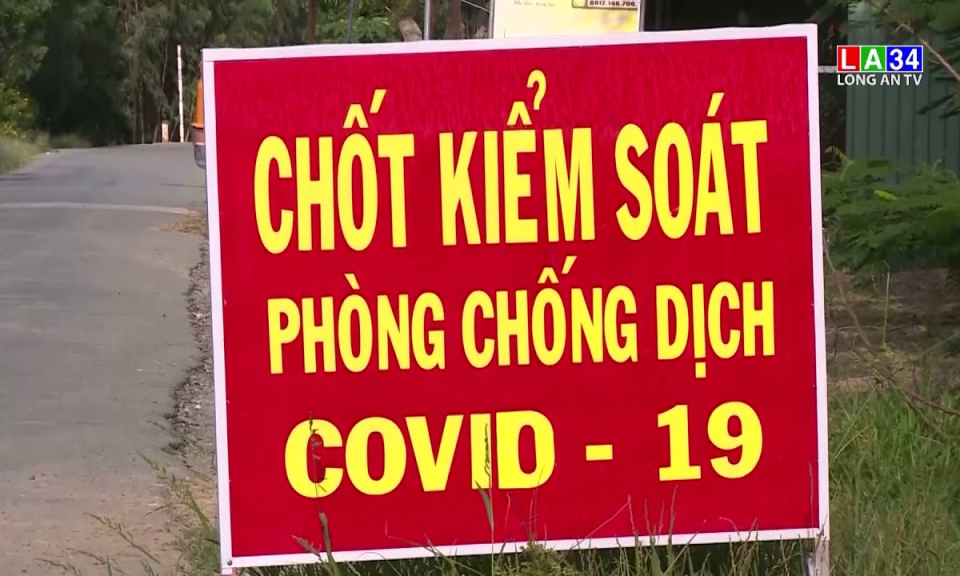 LA34
LONG AN TV
CHỐT KIỂM SOÁT
PHÒNG CHỐNG DỊCH
COVID - 19